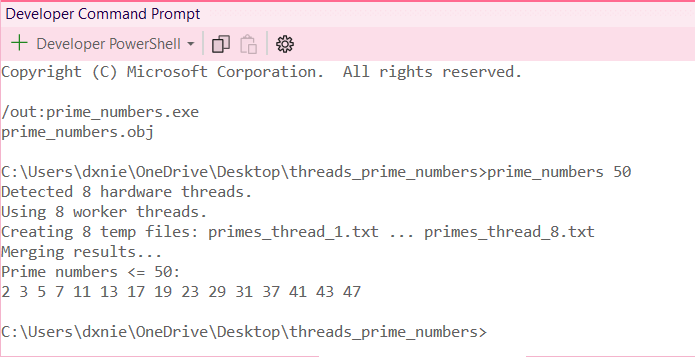 Developer Command Prompt
Developer PowerShell
Copyright (C) Microsoft Corporation.  All rights reserved.
/out:prime_numbers.exe
prime_numbers.obj
C:\Users\dxnie\OneDrive\Desktop\threads_prime_numbers>prime_numbers 50
Detected 8 hardware threads.
Using 8 worker threads.
Creating 8 temp files: primes_thread_1.txt ... primes_thread_8.txt
Merging results...
Prime numbers <= 50:
2 3 5 7 11 13 17 19 23 29 31 37 41 43 47
C:\Users\dxnie\OneDrive\Desktop\threads_prime_numbers>